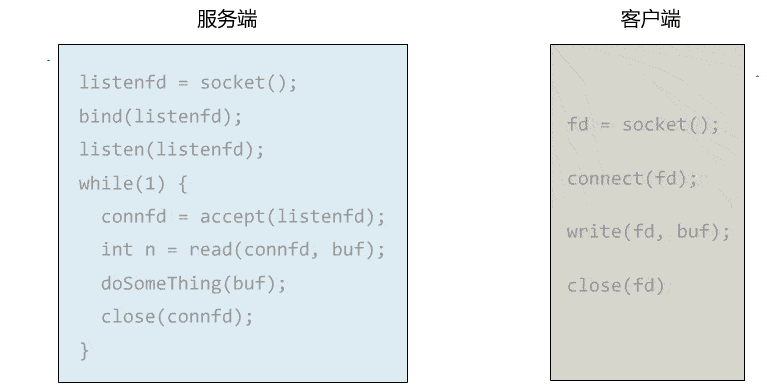 服务端
listenfd = socket();
bind(listenfd);
listen(listenfd);
while(1) {
connfd = accept(listenfd);
int n = read(connfd, buf);
doSomeThing(buf);
close(connfd);
}
客户端
fd = socket();
connect(fd);
write(fd, buf);
close(fd)